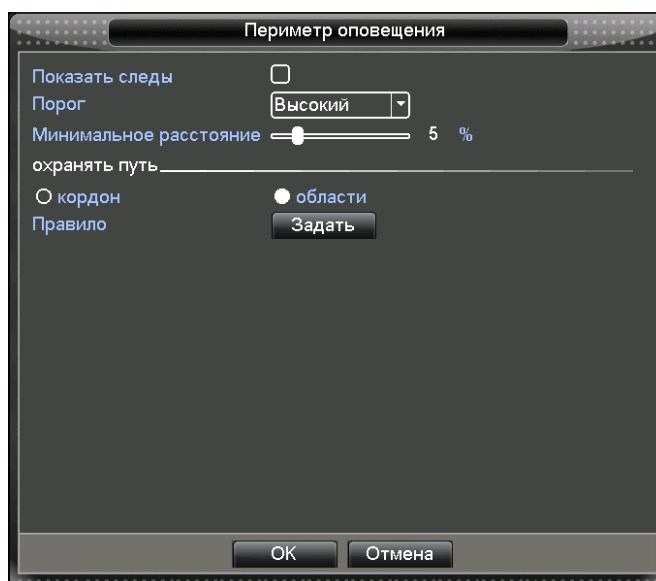 Периметр оповещения
Показать следы
Порог Высокий
Минимальное расстояние 5 %
охранять путь
кордон области
Правило Задать
OK Отмена